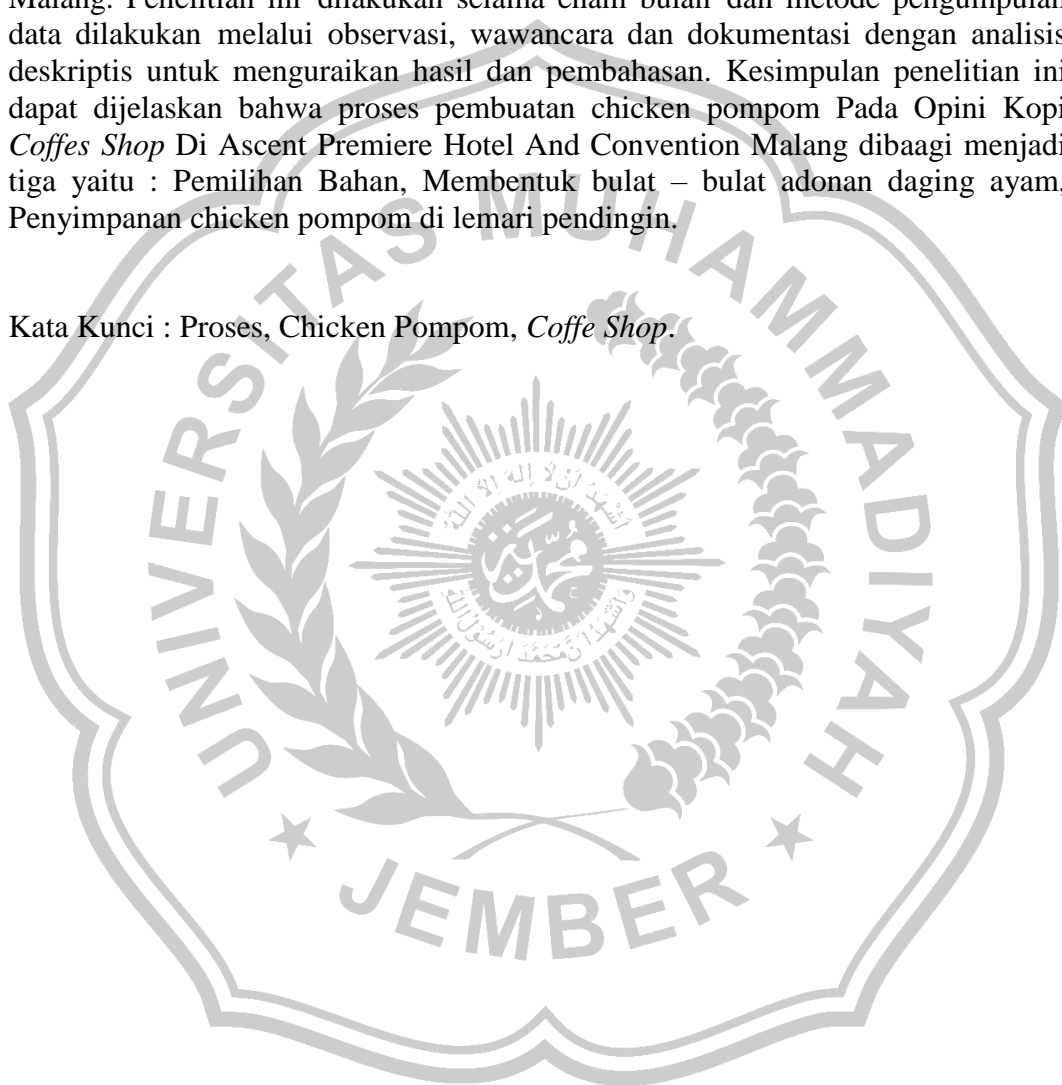 Malang. Penelitian ini dilakukan selama enam bulan dan metode pengumpulan
data dilakukan melalui observasi, wawancara dan dokumentasi dengan analisis
deskriptis untuk menguraikan hasil dan pembahasan. Kesimpulan penelitian ini
dapat dijelaskan bahwa proses pembuatan chicken pompom Pada Opini Kopi
Coffes Shop Di Ascent Premiere Hotel And Convention Malang dibaagi menjadi
tiga yaitu : Pemilihan Bahan, Membentuk bulat – bulat adonan daging ayam,
Penyimpanan chicken pompom di lemari pendingin.
Kata Kunci : Proses, Chicken Pompom, Coffe Shop.
UNIVERSITAS MUHAMMADIYAH
JEMBER